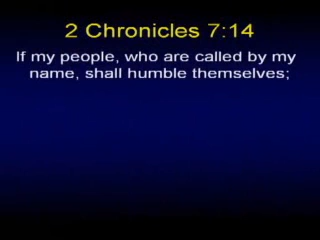 2 Chronicles 7:14
If my people, who are called by my
name, shall humble themselves;